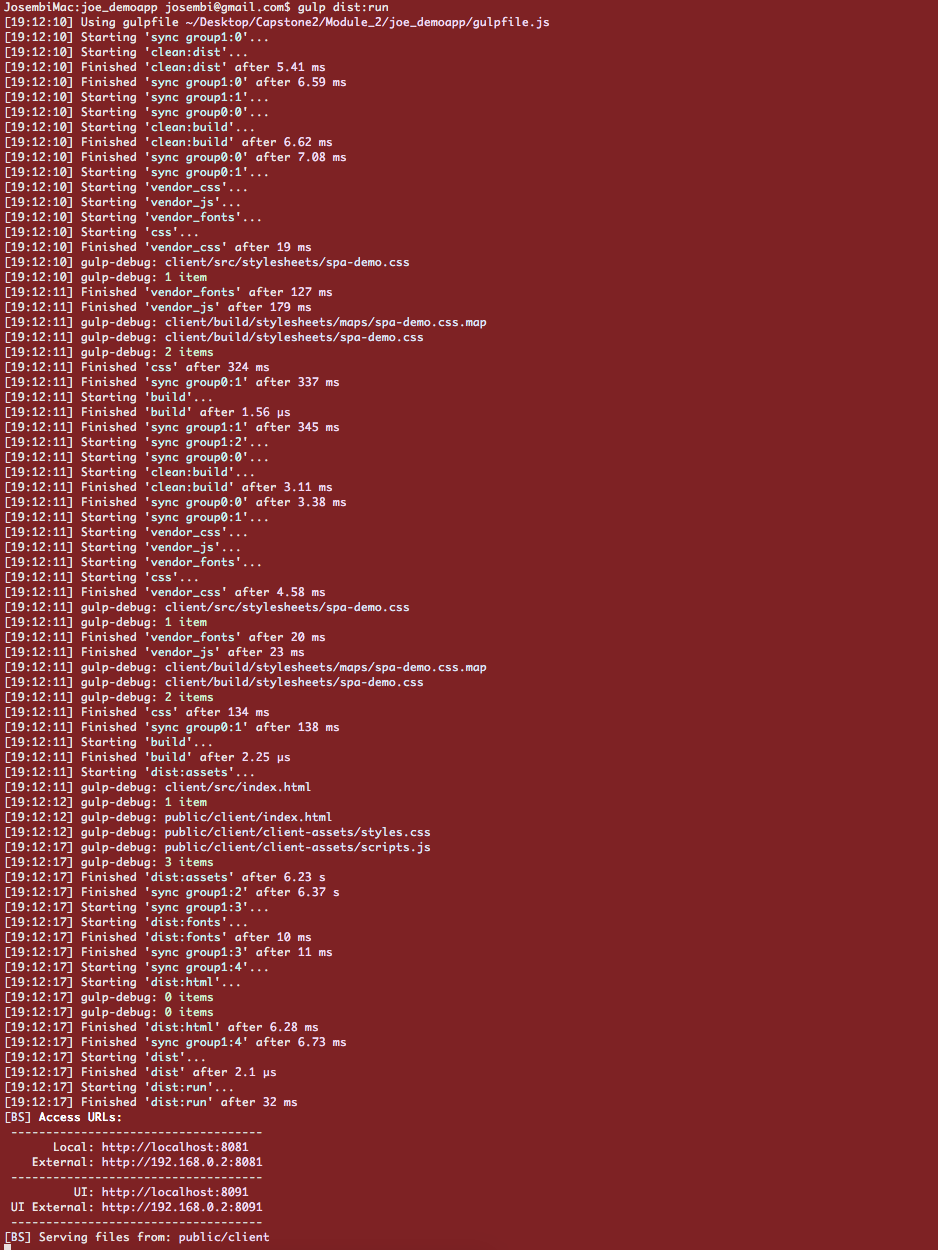 JosembiMac:joe_demoapp josembi@gmail.com$ gulp dist:run
[19:12:10] Using gulpfile ~/Desktop/Capstone2/Module_2/joe_demoapp/gulpfile.js
[19:12:10] Starting 'sync group1:0'...
[19:12:10] Starting 'clean:dist'...
[19:12:10] Finished 'clean:dist' after 5.41 ms
[19:12:10] Finished 'sync group1:0' after 6.59 ms
[19:12:10] Starting 'sync group1:1'...
[19:12:10] Starting 'sync group0:0'...
[19:12:10] Starting 'clean:build'...
[19:12:10] Finished 'clean:build' after 6.62 ms
[19:12:10] Finished 'sync group0:0' after 7.08 ms
[19:12:10] Starting 'sync group0:1'...
[19:12:10] Starting 'vendor_css'...
[19:12:10] Starting 'vendor_js'...
[19:12:10] Starting 'vendor_fonts'...
[19:12:10] Starting 'css'...
[19:12:10] Finished 'vendor_css' after 19 ms
[19:12:10] gulp-debug: client/src/stylesheets/spa-demo.css
[19:12:10] gulp-debug: 1 item
[19:12:11] Finished 'vendor_fonts' after 127 ms
[19:12:11] Finished 'vendor_js' after 179 ms
[19:12:11] gulp-debug: client/build/stylesheets/maps/spa-demo.css.map
[19:12:11] gulp-debug: client/build/stylesheets/spa-demo.css
[19:12:11] gulp-debug: 2 items
[19:12:11] Finished 'css' after 324 ms
[19:12:11] Finished 'sync group0:1' after 337 ms
[19:12:11] Starting 'build'...
[19:12:11] Finished 'build' after 1.56 μs
[19:12:11] Finished 'sync group1:1' after 345 ms
[19:12:11] Starting 'sync group1:2'...
[19:12:11] Starting 'sync group0:0'...
[19:12:11] Starting 'clean:build'...
[19:12:11] Finished 'clean:build' after 3.11 ms
[19:12:11] Finished 'sync group0:0' after 3.38 ms
[19:12:11] Starting 'sync group0:1'...
[19:12:11] Starting 'vendor_css'...
[19:12:11] Starting 'vendor_js'...
[19:12:11] Starting 'vendor_fonts'...
[19:12:11] Starting 'css'...
[19:12:11] Finished 'vendor_css' after 4.58 ms
[19:12:11] gulp-debug: client/src/stylesheets/spa-demo.css
[19:12:11] gulp-debug: 1 item
[19:12:11] Finished 'vendor_fonts' after 20 ms
[19:12:11] Finished 'vendor_js' after 23 ms
[19:12:11] gulp-debug: client/build/stylesheets/maps/spa-demo.css.map
[19:12:11] gulp-debug: client/build/stylesheets/spa-demo.css
[19:12:11] gulp-debug: 2 items
[19:12:11] Finished 'css' after 134 ms
[19:12:11] Finished 'sync group0:1' after 138 ms
[19:12:11] Starting 'build'...
[19:12:11] Finished 'build' after 2.25 μs
[19:12:11] Starting 'dist:assets'...
[19:12:11] gulp-debug: client/src/index.html
[19:12:12] gulp-debug: 1 item
[19:12:12] gulp-debug: public/client/index.html
[19:12:12] gulp-debug: public/client/client-assets/styles.css
[19:12:17] gulp-debug: public/client/client-assets/scripts.js
[19:12:17] gulp-debug: 3 items
[19:12:17] Finished 'dist:assets' after 6.23 s
[19:12:17] Finished 'sync group1:2' after 6.37 s
[19:12:17] Starting 'sync group1:3'...
[19:12:17] Starting 'dist:fonts'...
[19:12:17] Finished 'dist:fonts' after 10 ms
[19:12:17] Finished 'sync group1:3' after 11 ms
[19:12:17] Starting 'sync group1:4'...
[19:12:17] Starting 'dist:html'...
[19:12:17] gulp-debug: 0 items
[19:12:17] gulp-debug: 0 items
[19:12:17] Finished 'dist:html' after 6.28 ms
[19:12:17] Finished 'sync group1:4' after 6.73 ms
[19:12:17] Starting 'dist'...
[19:12:17] Finished 'dist' after 2.1 μs
[19:12:17] Starting 'dist:run'...
[19:12:17] Finished 'dist:run' after 32 ms
[BS] Access URLs:
------------------------------------
Local: http://localhost:8081
External: http://192.168.0.2:8081
------------------------------------
UI: http://localhost:8091
UI External: http://192.168.0.2:8091
------------------------------------
[BS] Serving files from: public/client